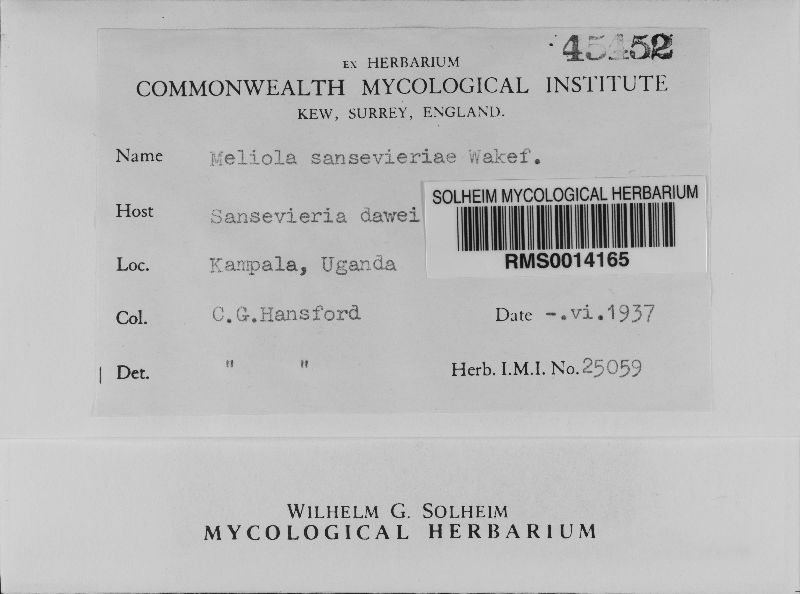 45452
EX HERBARIUM
COMMONWEALTH MYCOLOGICAL INSTITUTE
KEW, SURREY, ENGLAND.
Name Meliola sansevieriae Wakef.
SOLHEIM MYCOLOGICAL HERBARIUM
RMS0014165
Host Sansevieria dawei
Loc. Kampala, Uganda
Col. C.G.Hansford Date -.vi.1937
Det. " " Herb. I.M.I. No. 25059
WILHELM G. SOLHEIM
MYCOLOGICAL HERBARIUM